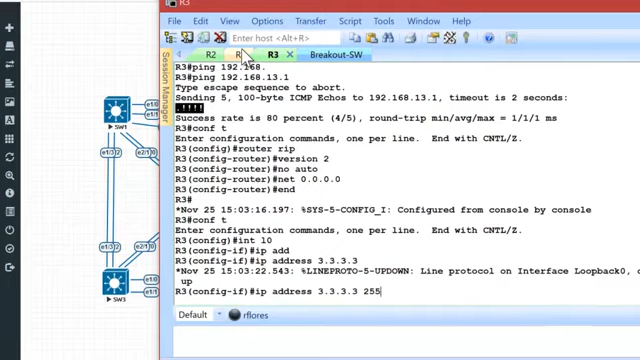 R3
File Edit View Options Transfer Script Tools Window Help
Enter host <Alt+R>
R2 R R3 Breakout-SW
Session Manager
R3#ping 192.168.
R3#ping 192.168.13.1
Type escape sequence to abort.
Sending 5, 100-byte ICMP Echos to 192.168.13.1, timeout is 2 seconds:
.!!!!
Success rate is 80 percent (4/5), round-trip min/avg/max = 1/1/1 ms
R3#conf t
Enter configuration commands, one per line. End with CNTL/Z.
R3(config)#router rip
R3(config-router)#version 2
R3(config-router)#no auto
R3(config-router)#net 0.0.0.0
R3(config-router)#end
R3#
*Nov 25 15:03:16.197: %SYS-5-CONFIG_I: Configured from console by console
R3#conf t
Enter configuration commands, one per line. End with CNTL/Z.
R3(config)#int l0
R3(config-if)#ip add
R3(config-if)#ip address 3.3.3.3
*Nov 25 15:03:22.543: %LINEPROTO-5-UPDOWN: Line protocol on Interface Loopback0, c
up
R3(config-if)#ip address 3.3.3.3 255
Default rflores
SW1
e1/0
e1/1
e1/3
e2/1
e1/3
e2/1
SW3
e1/0
e1/1